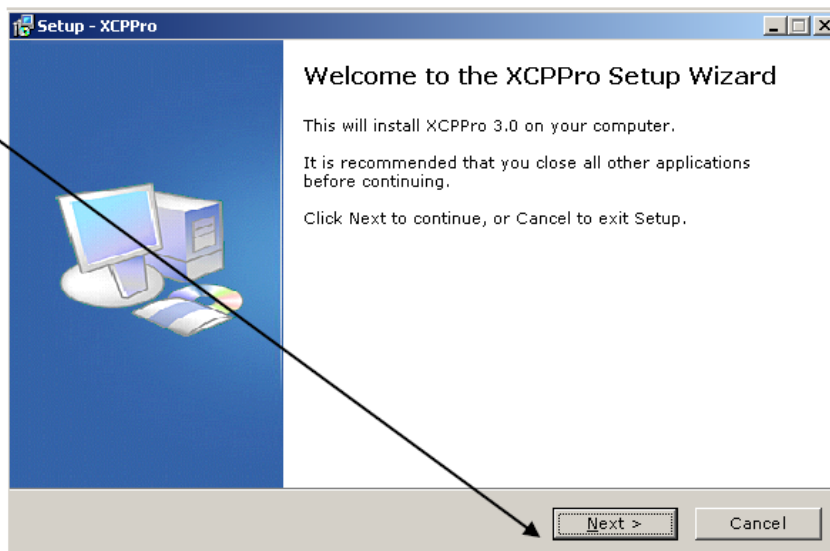 Setup - XCPPro
Welcome to the XCPPro Setup Wizard
This will install XCPPro 3.0 on your computer.
It is recommended that you close all other applications
before continuing.
Click Next to continue, or Cancel to exit Setup.
Next >
Cancel